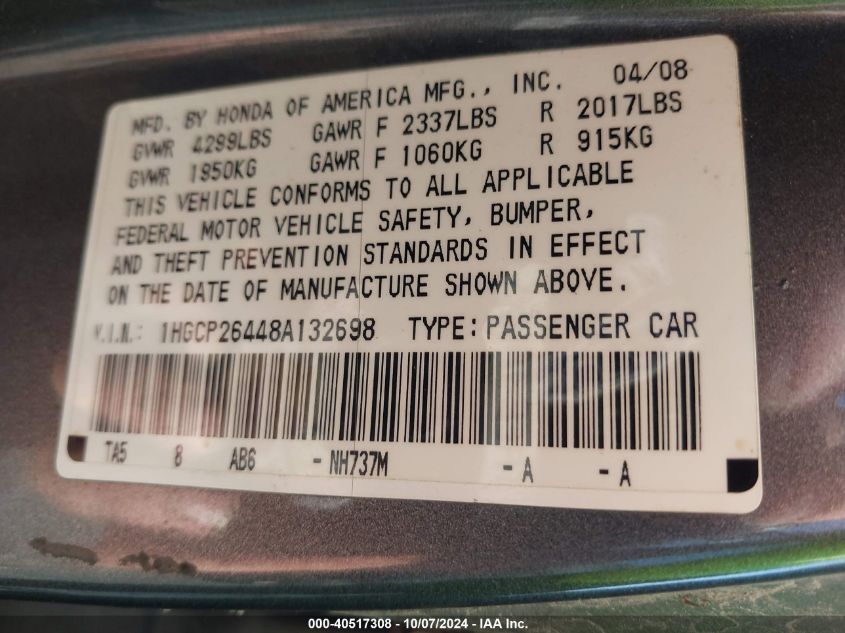 MFD. BY HONDA OF AMERICA MFG., INC. 04/08
GVWR 4299LBS GAWR F 2337LBS R 2017LBS
GVWR 1950KG GAWR F 1060KG R 915KG
THIS VEHICLE CONFORMS TO ALL APPLICABLE
FEDERAL MOTOR VEHICLE SAFETY, BUMPER,
AND THEFT PREVENTION STANDARDS IN EFFECT
ON THE DATE OF MANUFACTURE SHOWN ABOVE.
V.I.N.: 1HGCP26448A132698 TYPE: PASSENGER CAR
TA5 8 AB6 - NH737M - A - A
000-40517308 - 10/07/2024 - IAAI Inc.